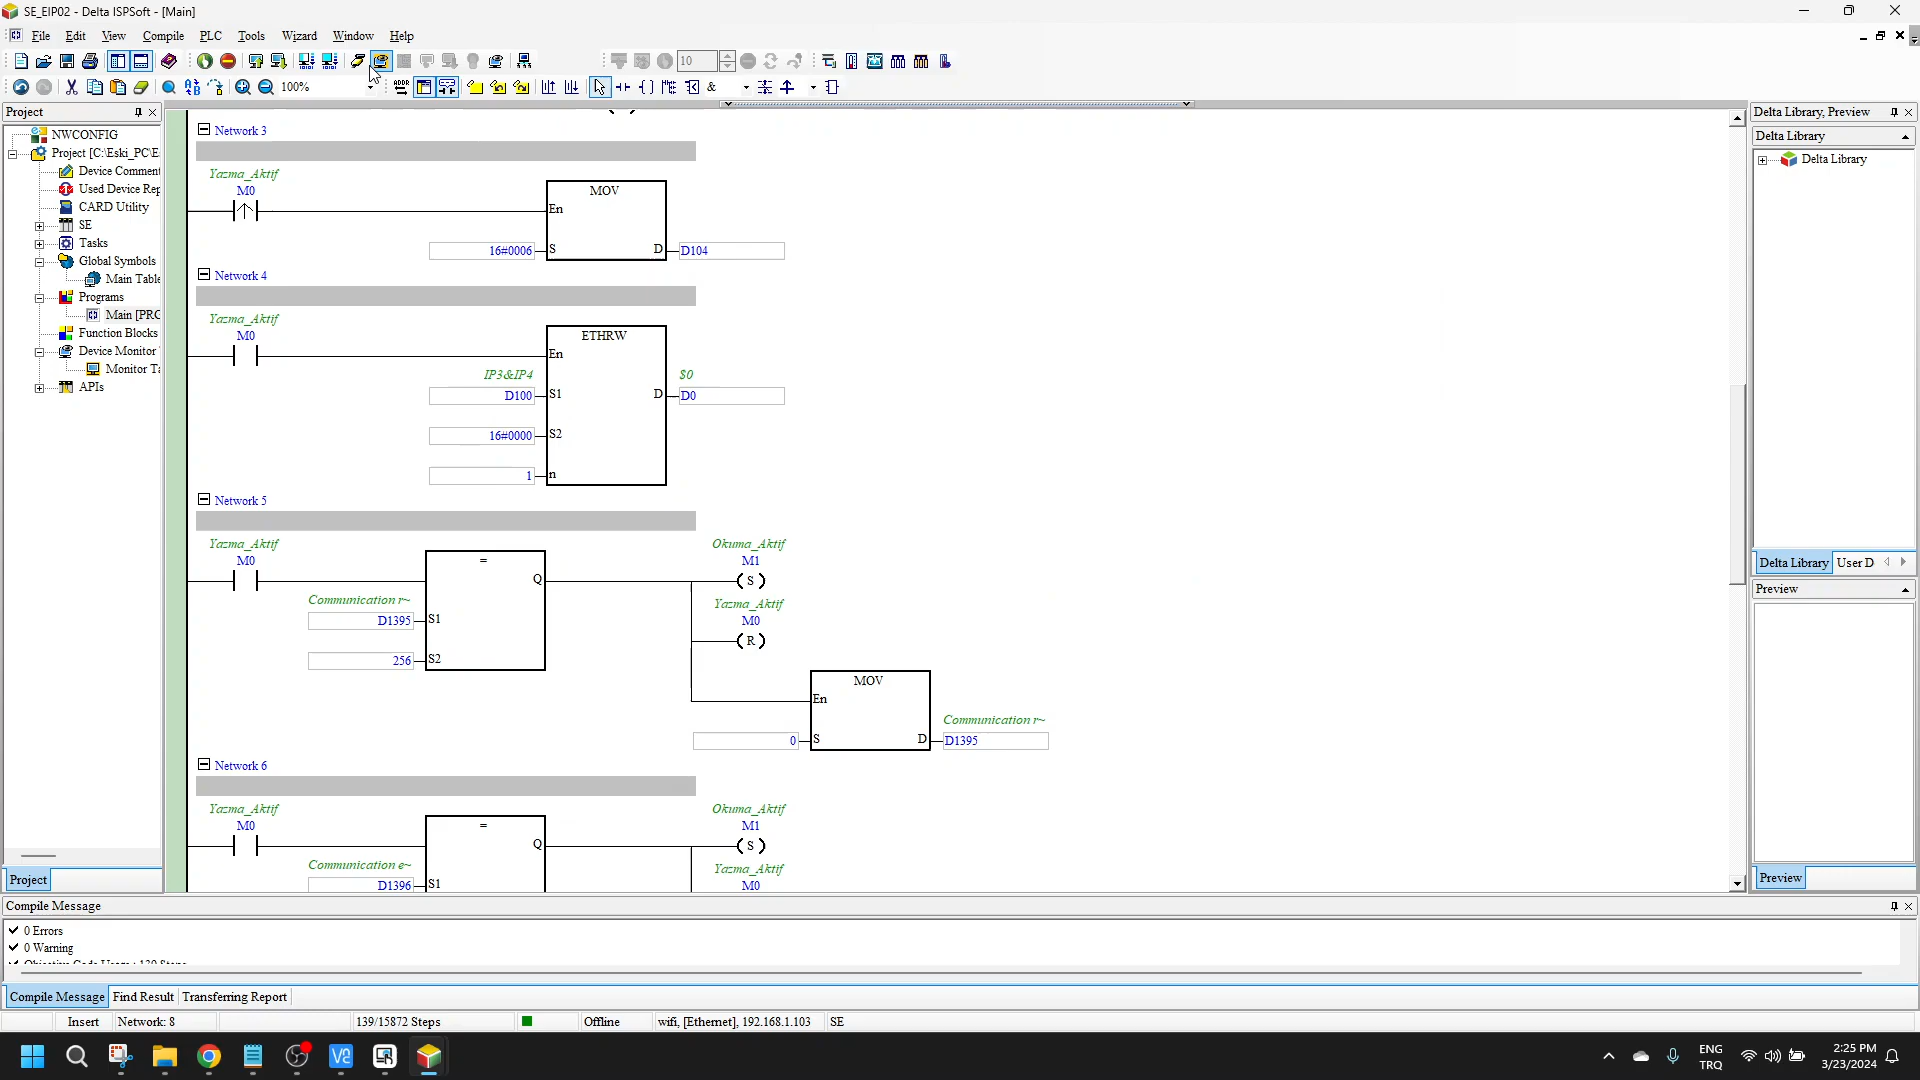 SE_EIP02 - Delta ISPSoft - [Main]
File Edit View Compile PLC Tools Wizard Window Help
10
100%
&
Project
NWCONFIG
Project [C:\Eski_PC\E
Device Comment
Used Device Rep
CARD Utility
SE
Tasks
Global Symbols
Main Table
Programs
Main [PRG
Function Blocks
Device Monitor
Monitor Ta
APIs
Project
Network 3
Yazma_Aktif
M0
MOV
En
16#0006 S D D104
Network 4
Yazma_Aktif
M0
ETHRW
En
IP3&IP4
D100 S1 D D0
16#0000 S2
1 n
Network 5
Yazma_Aktif
M0
=
Q
Communication r~
D1395 S1
256 S2
Okuma_Aktif
M1
( S )
Yazma_Aktif
M0
( R )
MOV
En
Communication r~
0 S D D1395
Network 6
Yazma_Aktif
M0
=
Q
Communication e~
D1396 S1
Okuma_Aktif
M1
( S )
Yazma_Aktif
M0
Delta Library, Preview
Delta Library
Delta Library
Delta Library User D
Preview
Preview
Compile Message
0 Errors
0 Warning
Compile Message Find Result Transferring Report
Insert Network: 8 139/15872 Steps Offline wifi, [Ethernet], 192.168.1.103 SE
ENG
TRQ
2:25 PM
3/23/2024